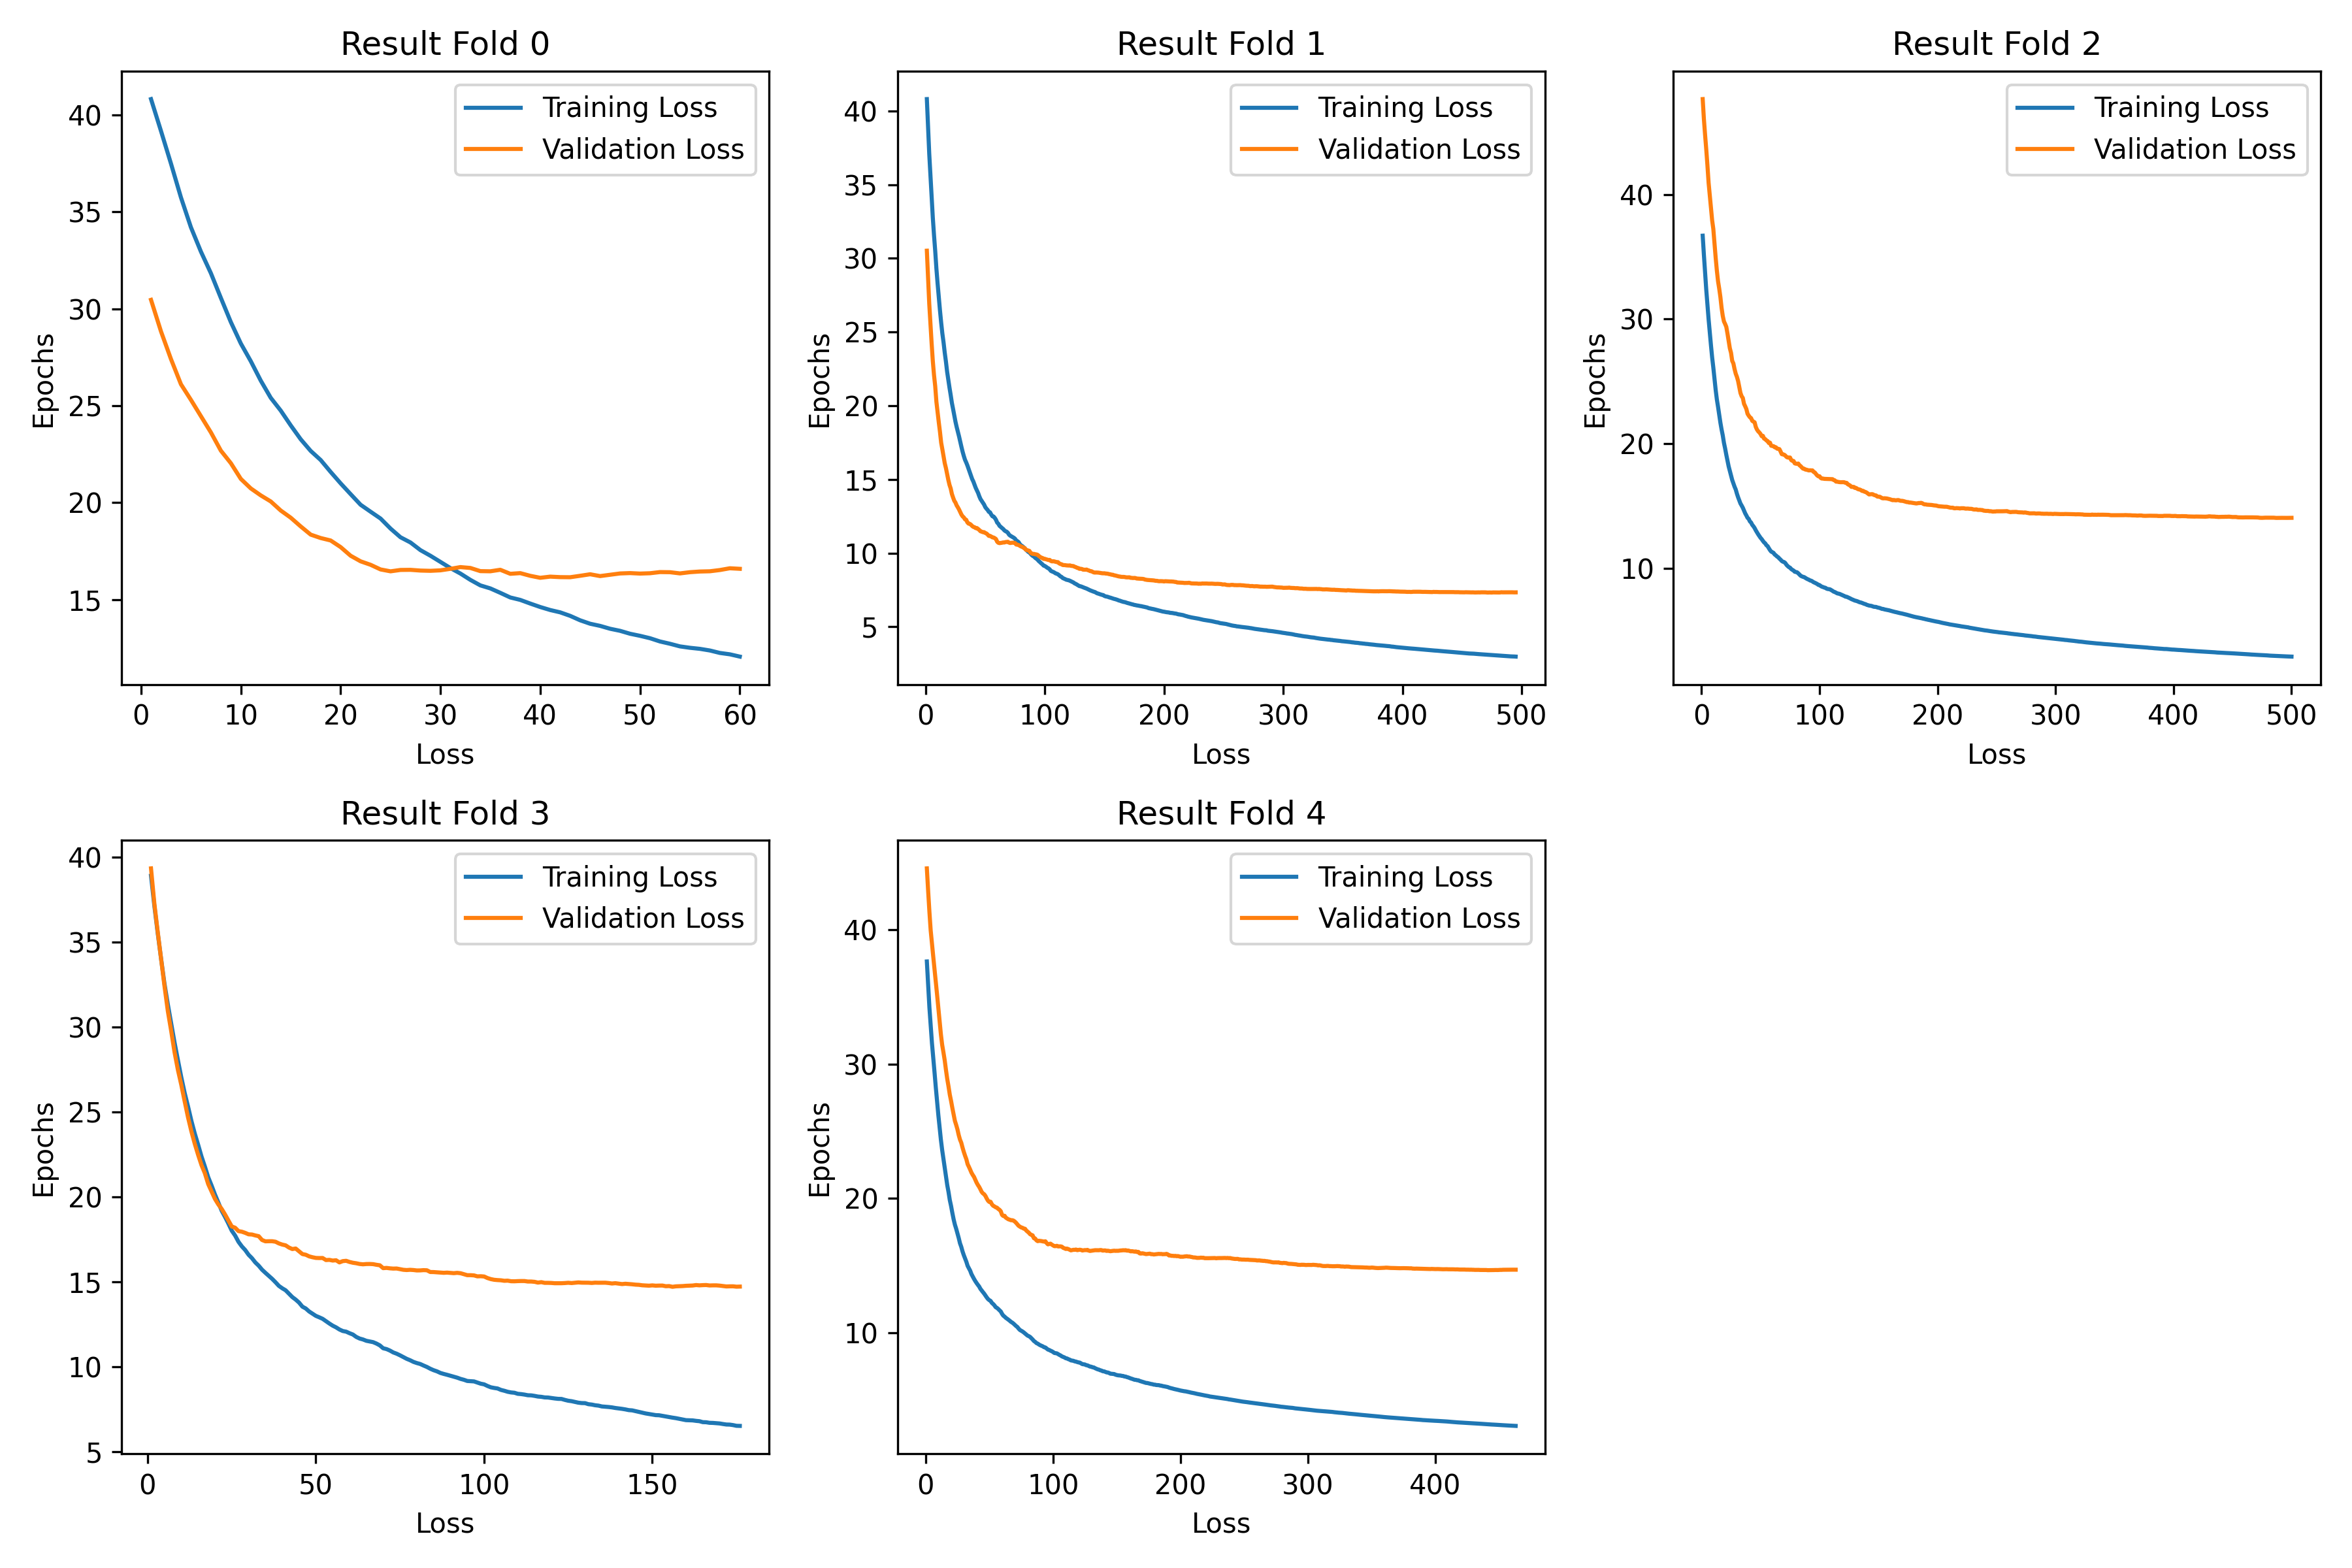 Result Fold 0
40
35
30
25
20
15
Epochs
Training Loss
Validation Loss
0 10 20 30 40 50 60
Loss
Result Fold 1
40
35
30
25
20
15
10
5
Epochs
Training Loss
Validation Loss
0 100 200 300 400 500
Loss
Result Fold 2
40
30
20
10
Epochs
Training Loss
Validation Loss
0 100 200 300 400 500
Loss
Result Fold 3
40
35
30
25
20
15
10
5
Epochs
Training Loss
Validation Loss
0 50 100 150
Loss
Result Fold 4
40
30
20
10
Epochs
Training Loss
Validation Loss
0 100 200 300 400
Loss